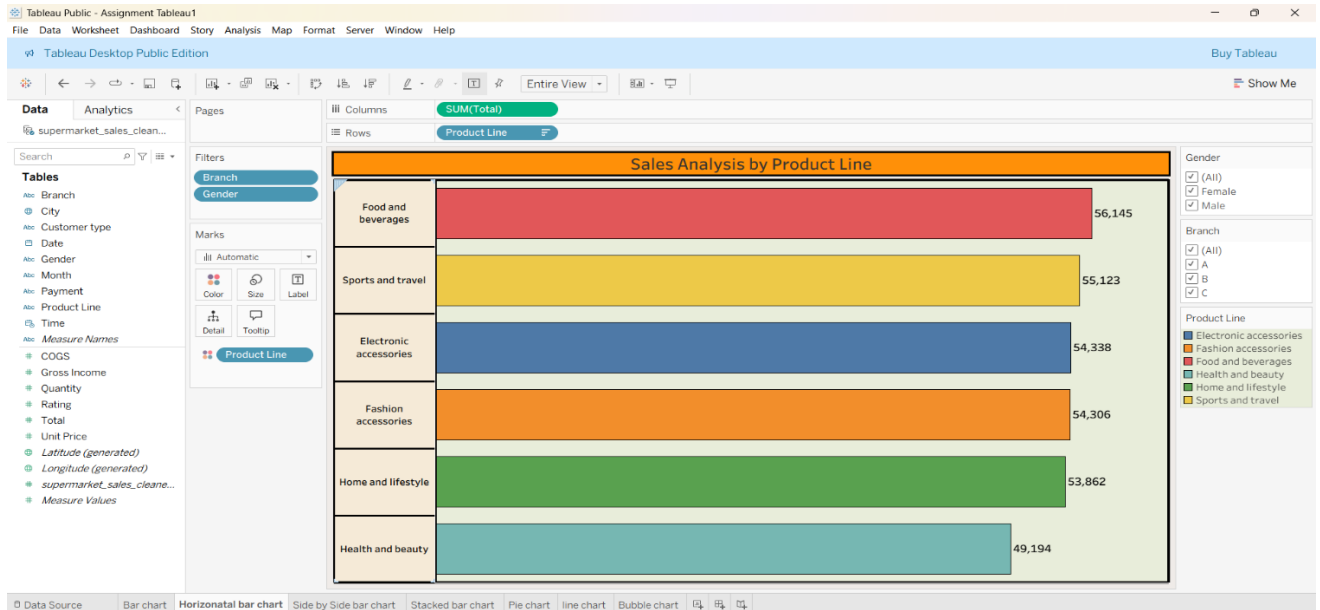 Tableau Public - Assignment Tableau1
File Data Worksheet Dashboard Story Analysis Map Format Server Window Help
Tableau Desktop Public Edition
Buy Tableau
Entire View
Show Me
Data Analytics
supermarket_sales_clean...
Search
Tables
Abc Branch
City
Abc Customer type
Date
Abc Gender
Abc Month
Abc Payment
Abc Product Line
Time
Abc Measure Names
# COGS
# Gross Income
# Quantity
# Rating
# Total
# Unit Price
Latitude (generated)
Longitude (generated)
# supermarket_sales_cleane...
# Measure Values
Pages
Filters
Branch
Gender
Marks
Automatic
Color Size Label
Detail Tooltip
Product Line
Columns SUM(Total)
Rows Product Line
Sales Analysis by Product Line
Food and
beverages
56,145
Sports and travel 55,123
Electronic
accessories
54,338
Fashion
accessories
54,306
Home and lifestyle 53,862
Health and beauty 49,194
Gender
(All)
Female
Male
Branch
(All)
A
B
C
Product Line
Electronic accessories
Fashion accessories
Food and beverages
Health and beauty
Home and lifestyle
Sports and travel
Data Source Bar chart Horizonatal bar chart Side by Side bar chart Stacked bar chart Pie chart line chart Bubble chart